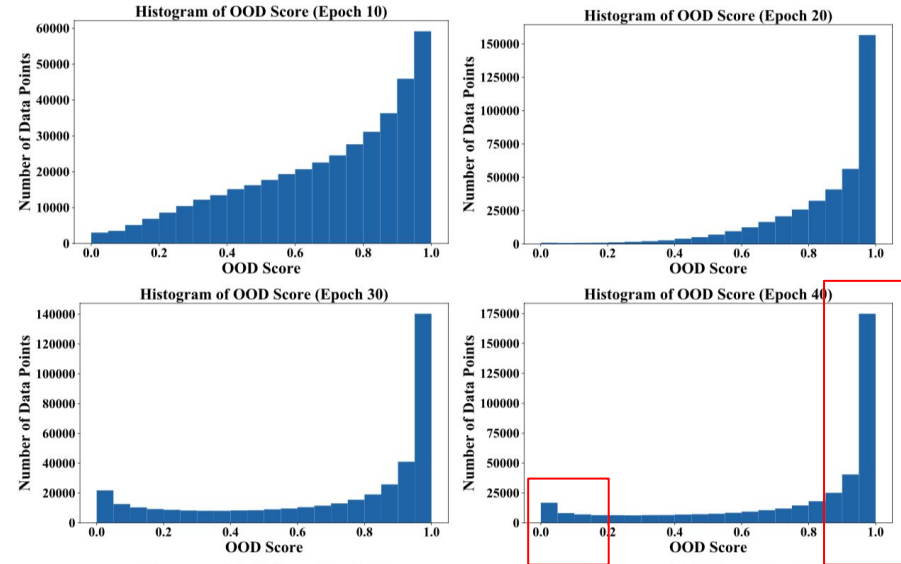 Histogram of OOD Score (Epoch 10)
Number of Data Points
60000
50000
40000
30000
20000
10000
0
0.0 0.2 0.4 0.6 0.8 1.0
OOD Score
Histogram of OOD Score (Epoch 20)
Number of Data Points
150000
125000
100000
75000
50000
25000
0
0.0 0.2 0.4 0.6 0.8 1.0
OOD Score
Histogram of OOD Score (Epoch 30)
Number of Data Points
140000
120000
100000
80000
60000
40000
20000
0
0.0 0.2 0.4 0.6 0.8 1.0
OOD Score
Histogram of OOD Score (Epoch 40)
Number of Data Points
175000
150000
125000
100000
75000
50000
25000
0
0.0 0.2 0.4 0.6 0.8 1.0
OOD Score